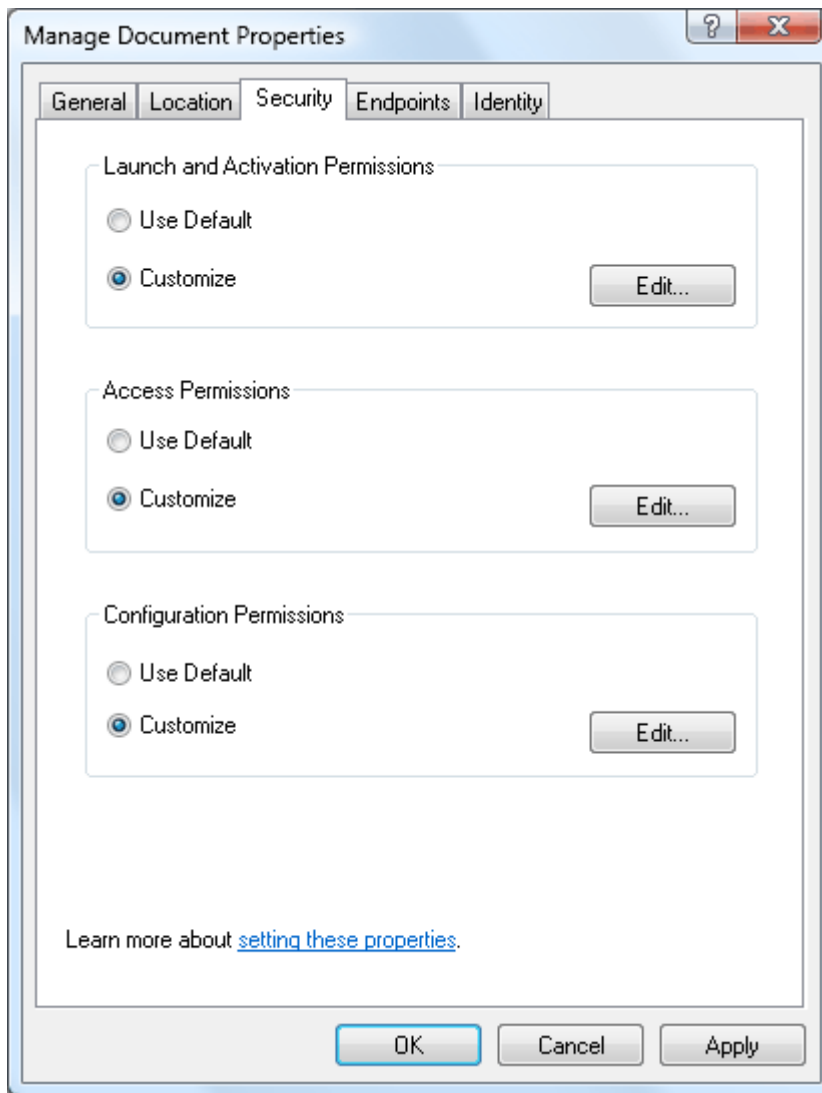 Manage Document Properties
General Location Security Endpoints Identity
Launch and Activation Permissions
Use Default
Customize
Edit...
Access Permissions
Use Default
Customize
Edit...
Configuration Permissions
Use Default
Customize
Edit...
Learn more about setting these properties.
OK Cancel Apply